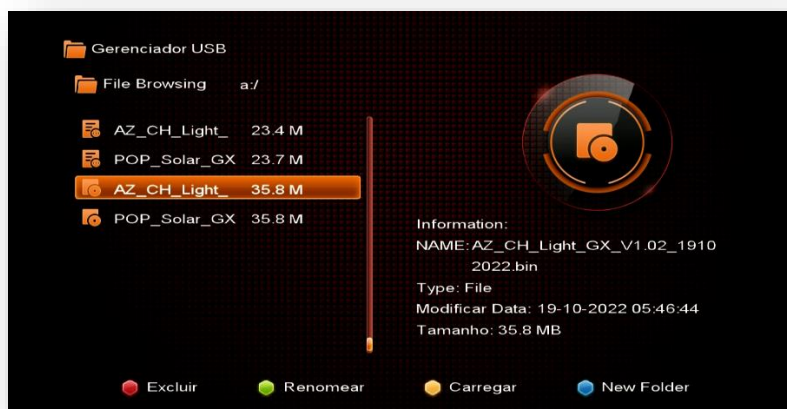 Gerenciador USB
File Browsing a:/
AZ_CH_Light_ 23.4 M
POP_Solar_GX 23.7 M
AZ_CH_Light_ 35.8 M
POP_Solar_GX 35.8 M
Information:
NAME:AZ_CH_Light_GX_V1.02_1910
2022.bin
Type: File
Modificar Data: 19-10-2022 05:46:44
Tamanho: 35.8 MB
Excluir Renomear Carregar New Folder